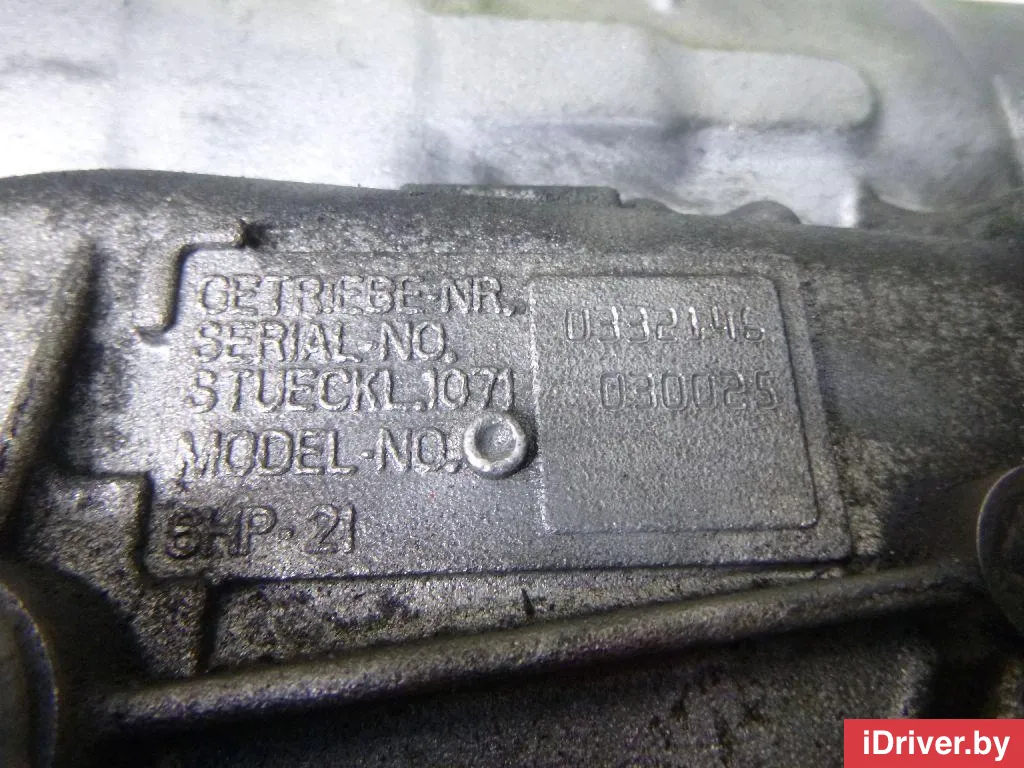 GETRIEBE-NR. 0332146
SERIAL-NO.
STUECKL.1071 030025
MODEL-NO.
6HP-21
iDriver.by